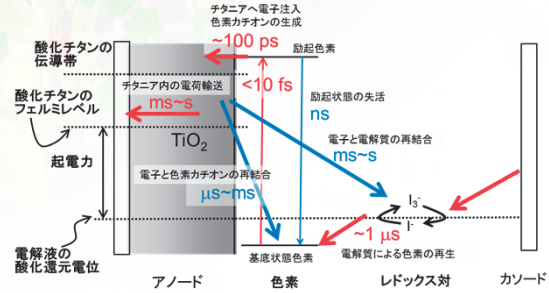 チタニアへ電子注入
色素カチオンの生成
~100 ps
酸化チタンの
伝導帯
励起色素
チタニア内の電荷輸送
<10 fs
ms~s
励起状態の失活
ns
酸化チタンの
フェルミレベル
TiO2
電子と電解質の再結合
ms~s
起電力
電子と色素カチオンの再結合
μs~ms
I3-
I-
~1 μs
電解液の
酸化還元電位
基底状態色素
電解質による色素の再生
アノード
色素
レドックス対
カソード